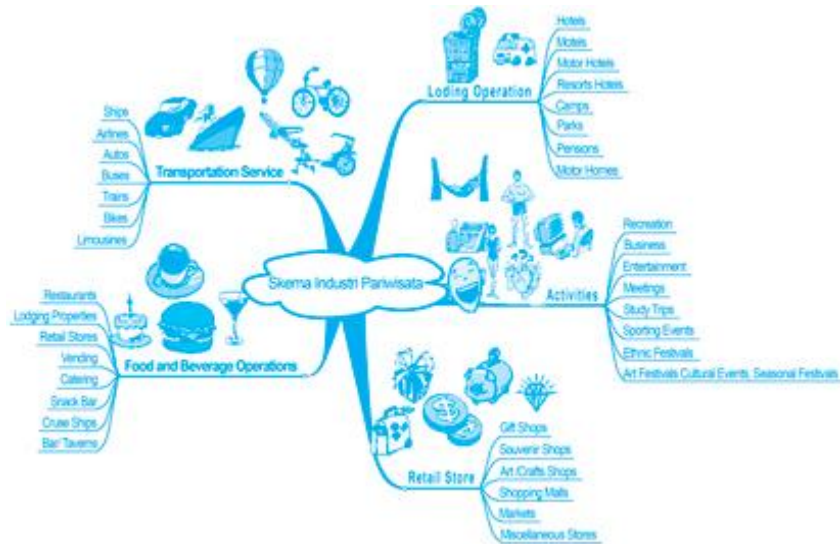 Skema Industri Pariwisata
Loding Operation
Hotels
Motels
Motor Hotels
Resorts Hotels
Camps
Parks
Pensions
Motor Homes
Activities
Recreation
Business
Entertainment
Meetings
Study Trips
Sporting Events
Ethnic Festivals
Art Festivals Cultural Events, Seasonal Festivals
Retail Store
Gift Shops
Souvenir Shops
Art /Crafts Shops
Shopping Malls
Markets
Miscellaneous Stores
Food and Beverage Operations
Restaurants
Lodging Properties
Retail Stores
Vending
Catering
Snack Bar
Cruise Ships
Bar/ Taverns
Transportation Service
Ships
Airlines
Autos
Buses
Trains
Bikes
Limousines